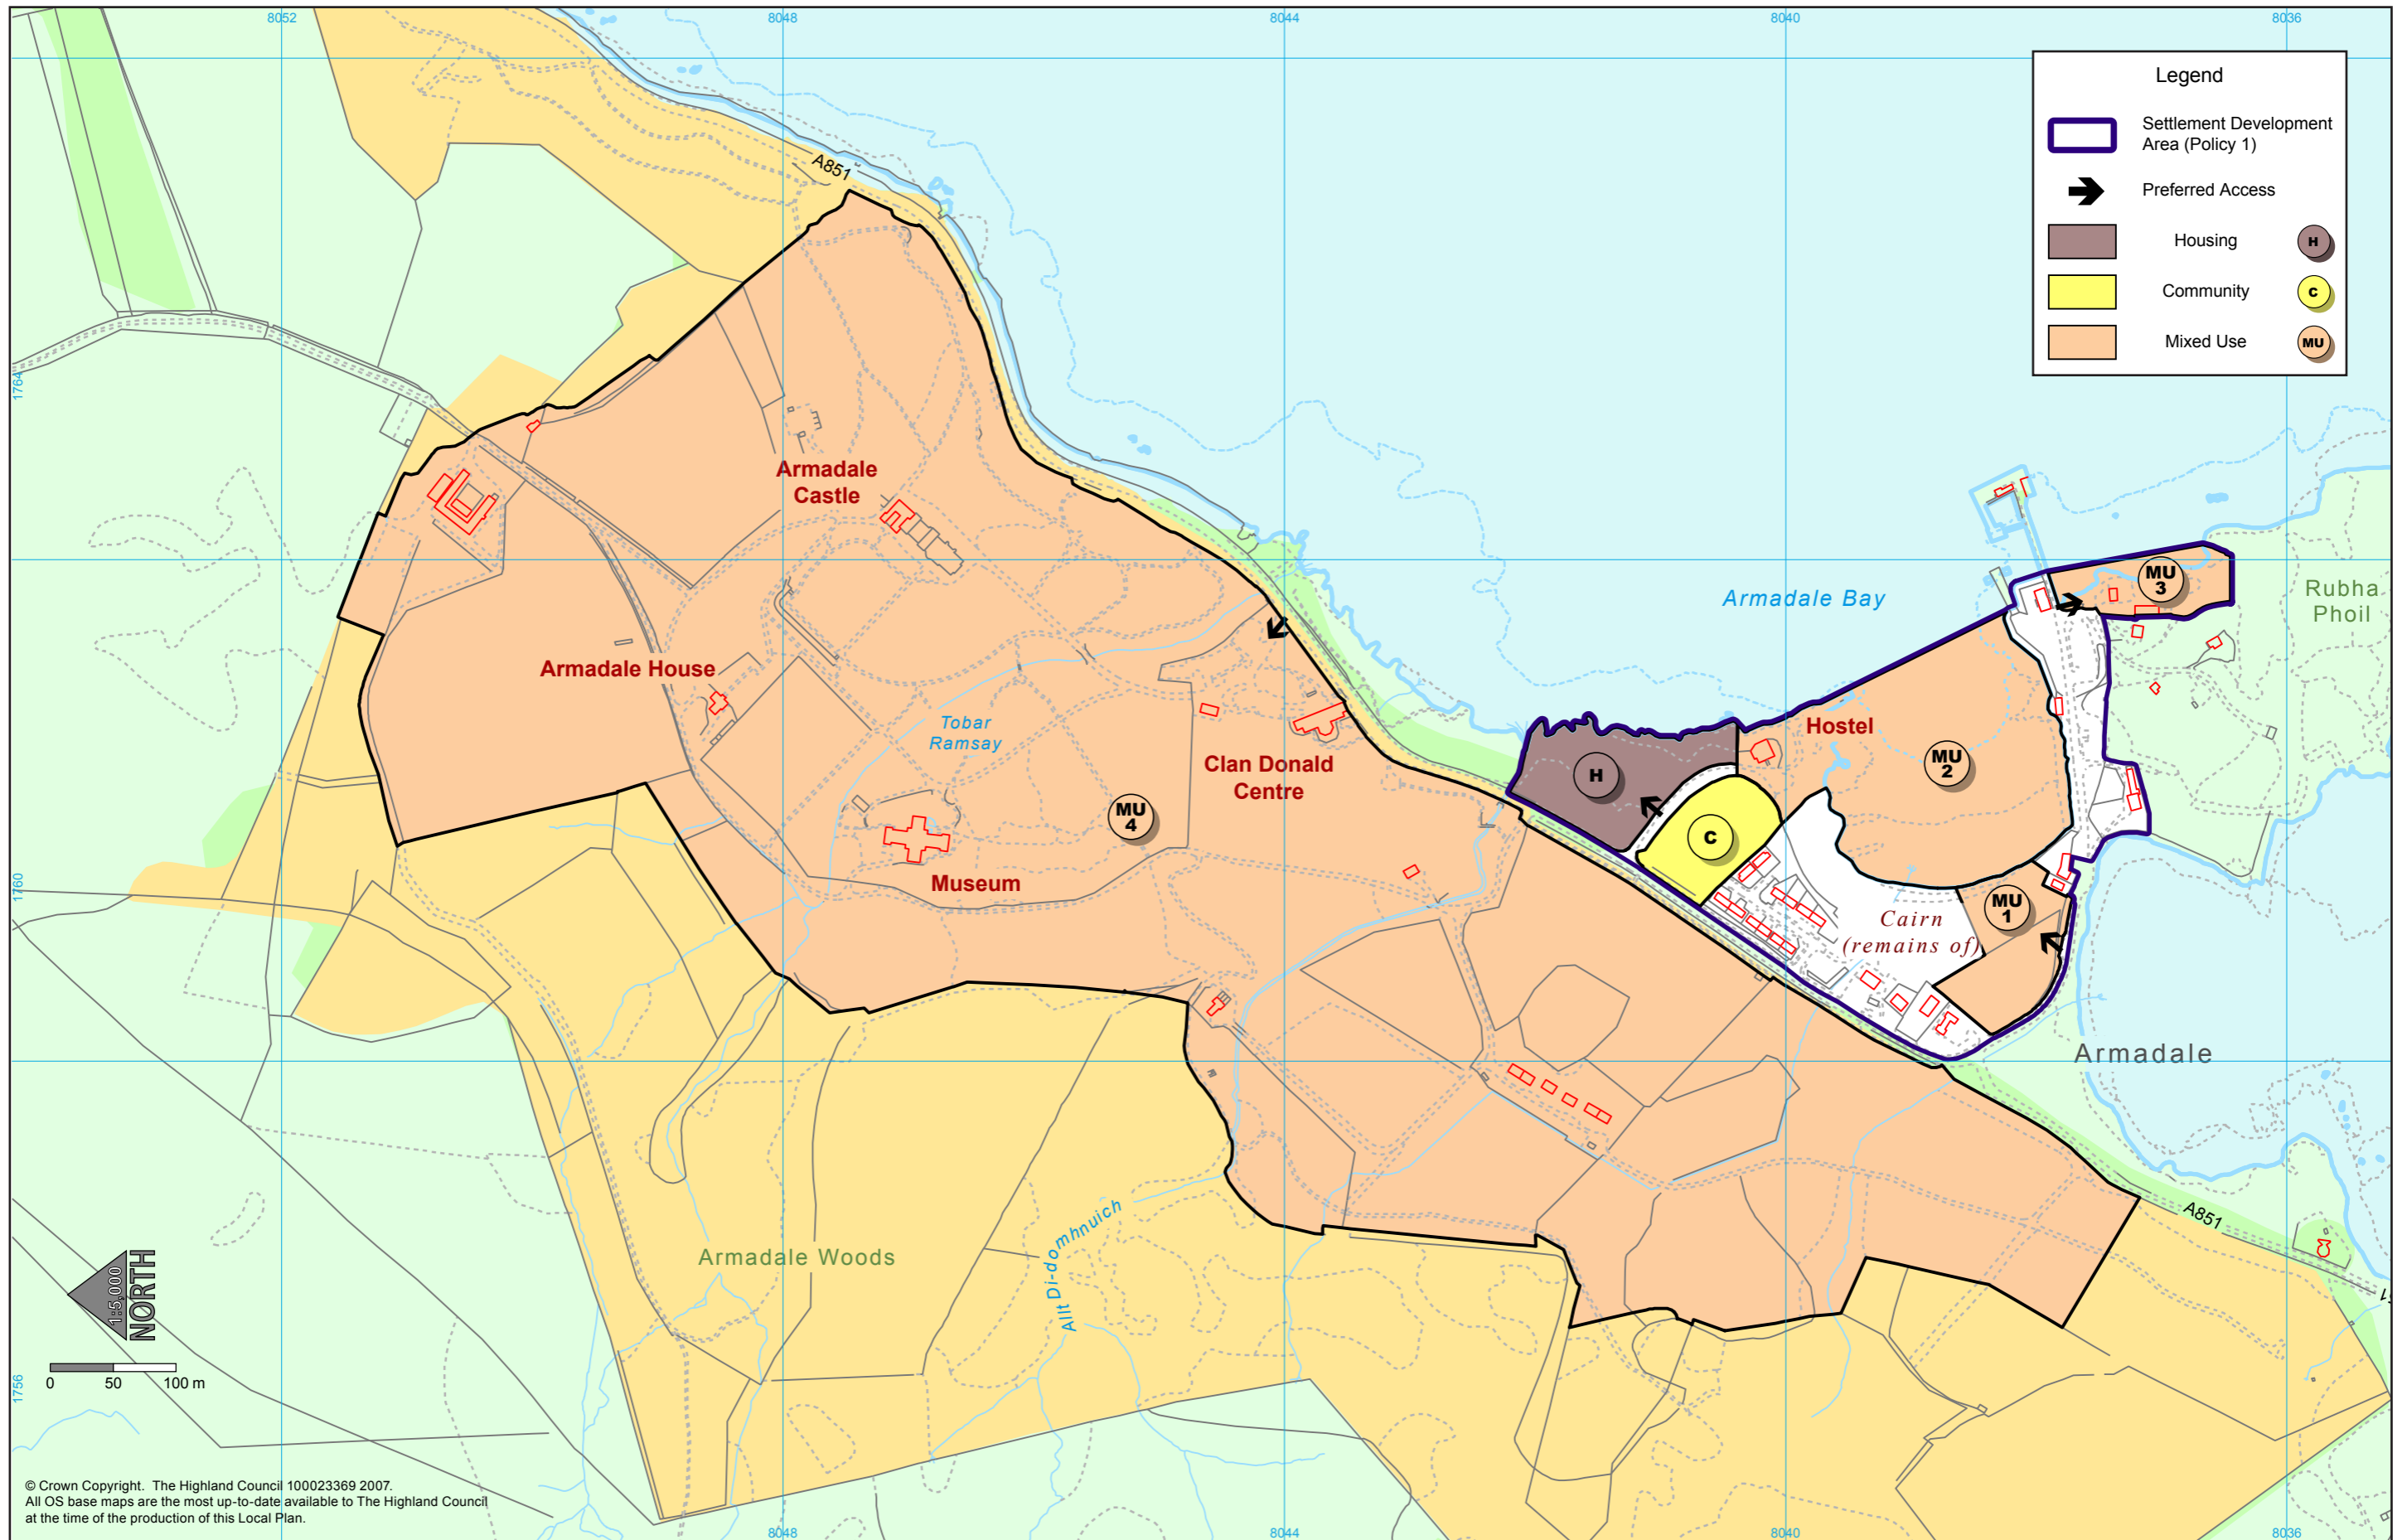 8052
8048
8044
8040
8036
Legend
Settlement Development
Area (Policy 1)
Preferred Access
Housing
H
Community
C
Mixed Use
MU
A851
1764
Armadale
Castle
Armadale Bay
MU
3
Rubha
Phoil
Armadale House
Tobar
Ramsay
Hostel
MU
2
Clan Donald
Centre
H
MU
4
C
Museum
1760
MU
1
Cairn
(remains of)
Armadale
A851
Armadale Woods
Allt Di-domhnuich
1:5,000
NORTH
0 50 100 m
1756
© Crown Copyright. The Highland Council 100023369 2007.
All OS base maps are the most up-to-date available to The Highland Council
at the time of the production of this Local Plan.
8048
8044
8040
8036